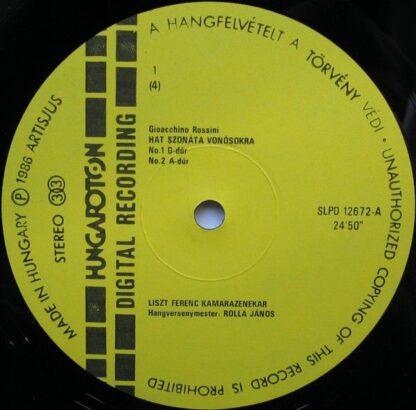 A HANGFELVÉTELT A TÖRVÉNY VÉDI · UNAUTHORIZED COPYING OF THIS RECORD IS PROHIBITED
MADE IN HUNGARY Ⓟ 1986 ARTISJUS
STEREO 33
HUNGAROTON
DIGITAL RECORDING
1
(4)
Gioacchino Rossini
HAT SZONÁTA VONÓSOKRA
No.1 G-dúr
No.2 A-dúr
SLPD 12672-A
24'50"
LISZT FERENC KAMARAZENEKAR
Hangversenymester: ROLLA JÁNOS